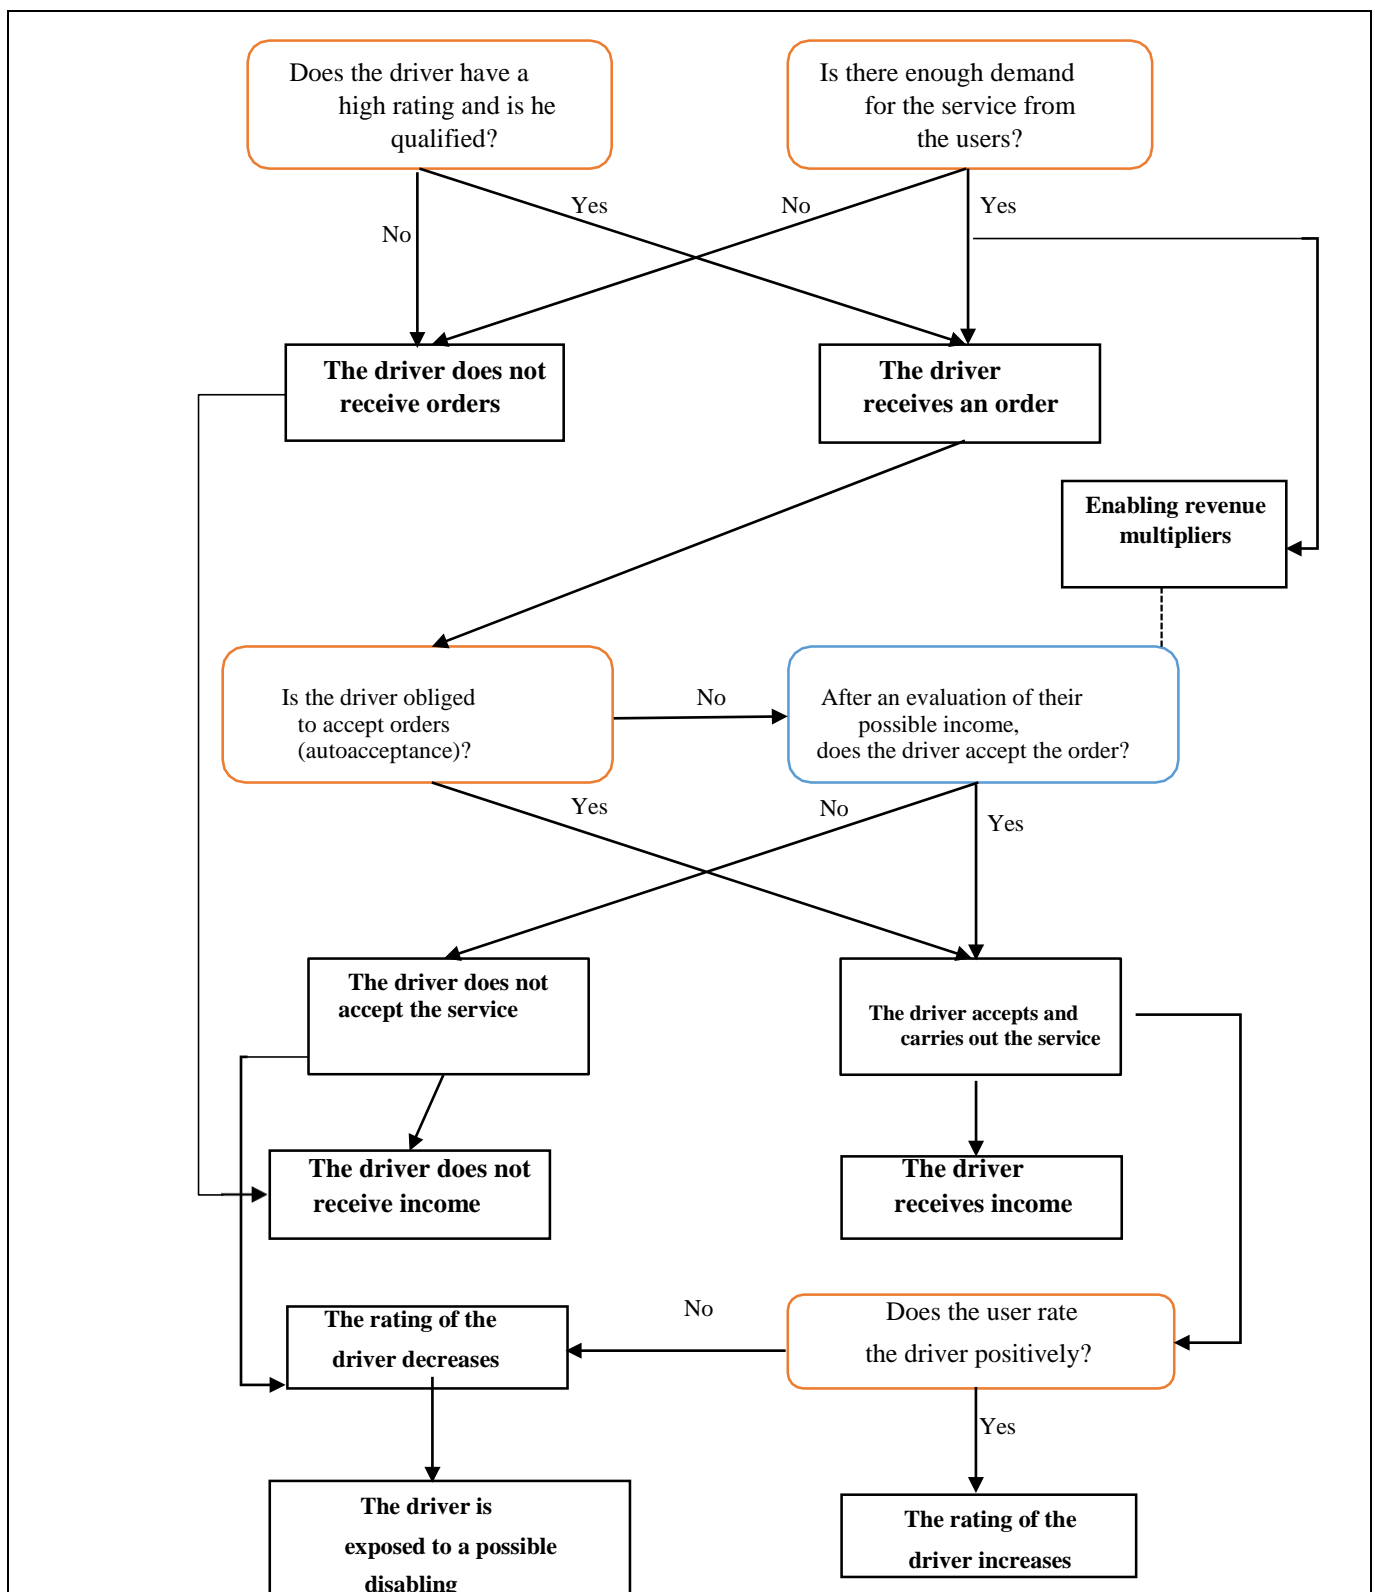 Does the driver have a
high rating and is he
qualified?
Is there enough demand
for the service from
the users?
Yes
No
Yes
No
The driver does not
receive orders
The driver
receives an order
Enabling revenue
multipliers
Is the driver obliged
to accept orders
(autoacceptance)?
No
After an evaluation of their
possible income,
does the driver accept the order?
Yes
No
Yes
The driver does not
accept the service
The driver accepts and
carries out the service
The driver does not
receive income
The driver
receives income
The rating of the
driver decreases
No
Does the user rate
the driver positively?
Yes
The driver is
exposed to a possible
disabling
The rating of the
driver increases